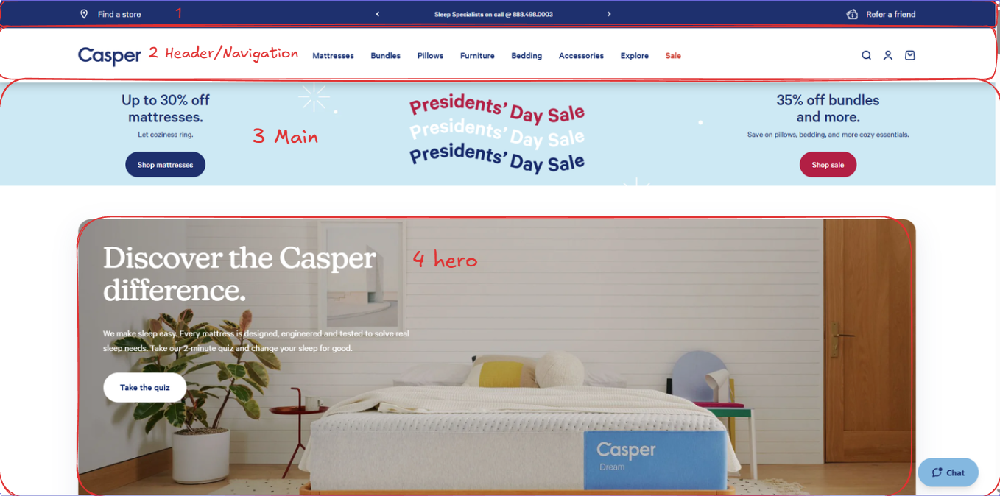 Find a store
1
Sleep Specialists on call @ 888.498.0003
Refer a friend
Casper
2 Header/Navigation
Mattresses
Bundles
Pillows
Furniture
Bedding
Accessories
Explore
Sale
Up to 30% off
mattresses.
Let coziness ring.
Shop mattresses
3 Main
Presidents' Day Sale
Presidents' Day Sale
Presidents' Day Sale
35% off bundles
and more.
Save on pillows, bedding, and more cozy essentials.
Shop sale
Discover the Casper
difference.
4 hero
We make sleep easy. Every mattress is designed, engineered and tested to solve real
sleep needs. Take our 2-minute quiz and change your sleep for good.
Take the quiz
Casper
Dream
Chat